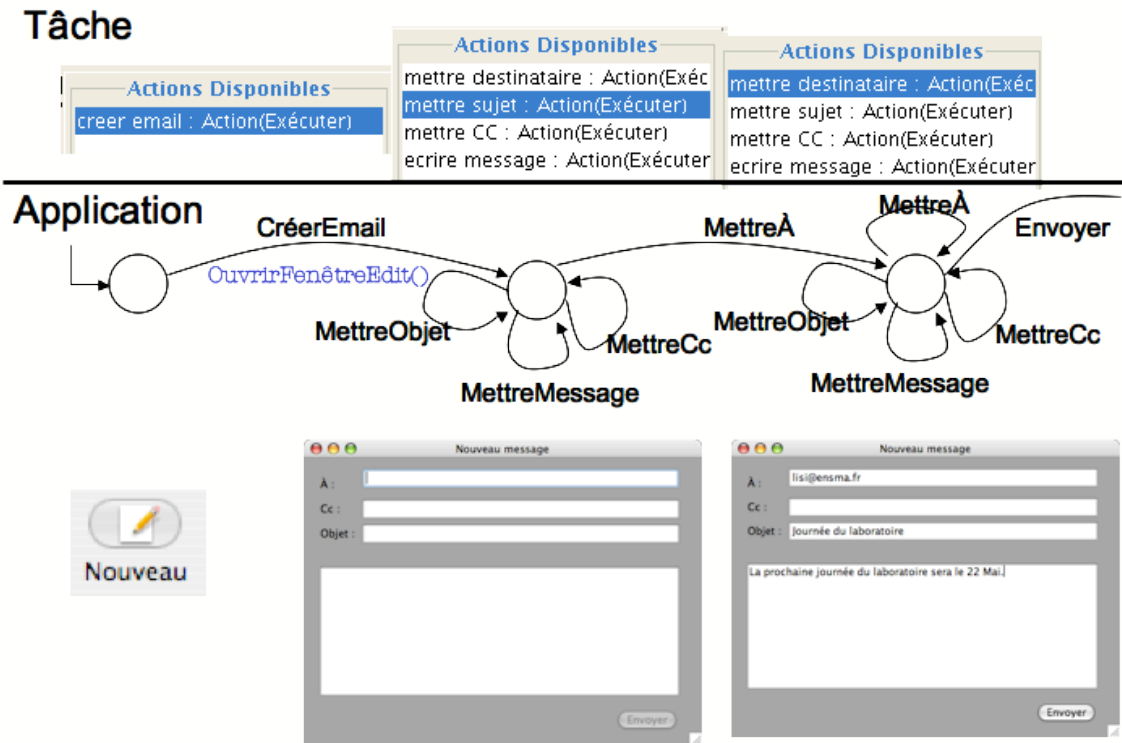 Tâche
Actions Disponibles
creer email : Action(Exécuter)
Actions Disponibles
mettre destinataire : Action(Exéc
mettre sujet : Action(Exécuter)
mettre CC : Action(Exécuter)
ecrire message : Action(Exécuter
Actions Disponibles
mettre destinataire : Action(Exéc
mettre sujet : Action(Exécuter)
mettre CC : Action(Exécuter)
ecrire message : Action(Exécuter
Application
CréerEmail
OuvrirFenêtreEdit()
MettreObjet
MettreCc
MettreMessage
MettreÀ
MettreÀ
Envoyer
MettreObjet
MettreCc
MettreMessage
Nouveau
Nouveau message
À :
Cc :
Objet :
Envoyer
Nouveau message
À : lisi@ensma.fr
Cc :
Objet : Journée du laboratoire
La prochaine journée du laboratoire sera le 22 Mai.
Envoyer